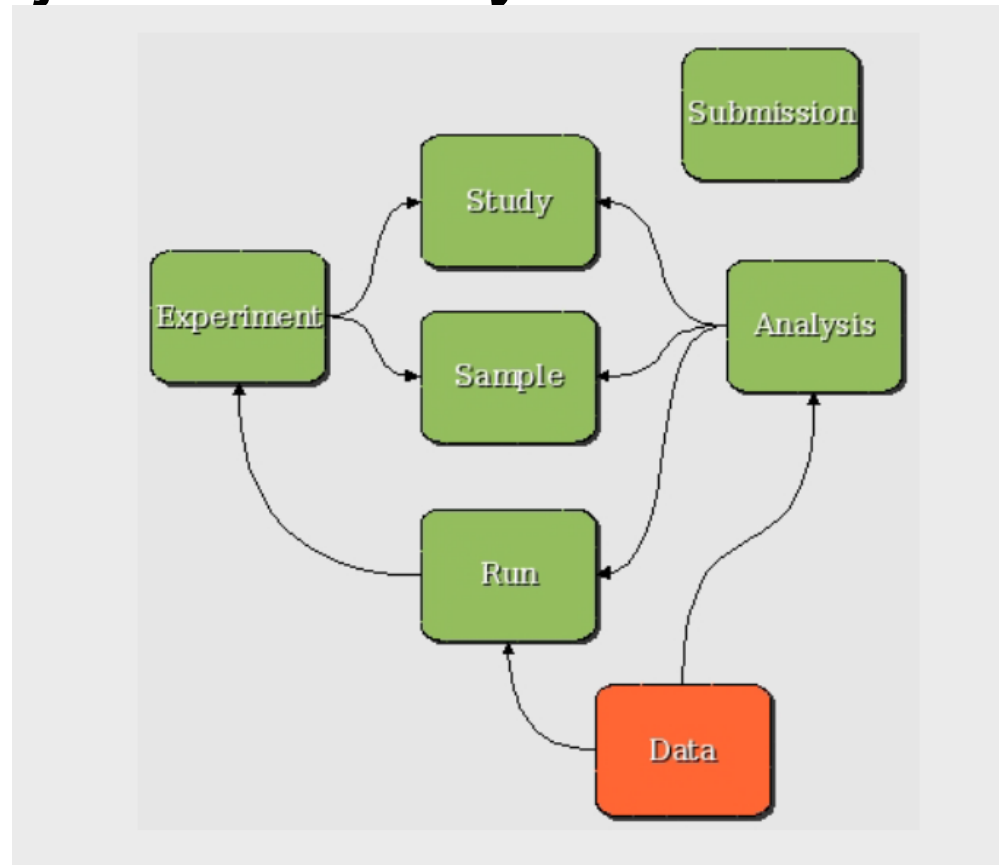 Submission
Study
Experiment
Analysis
Sample
Run
Data